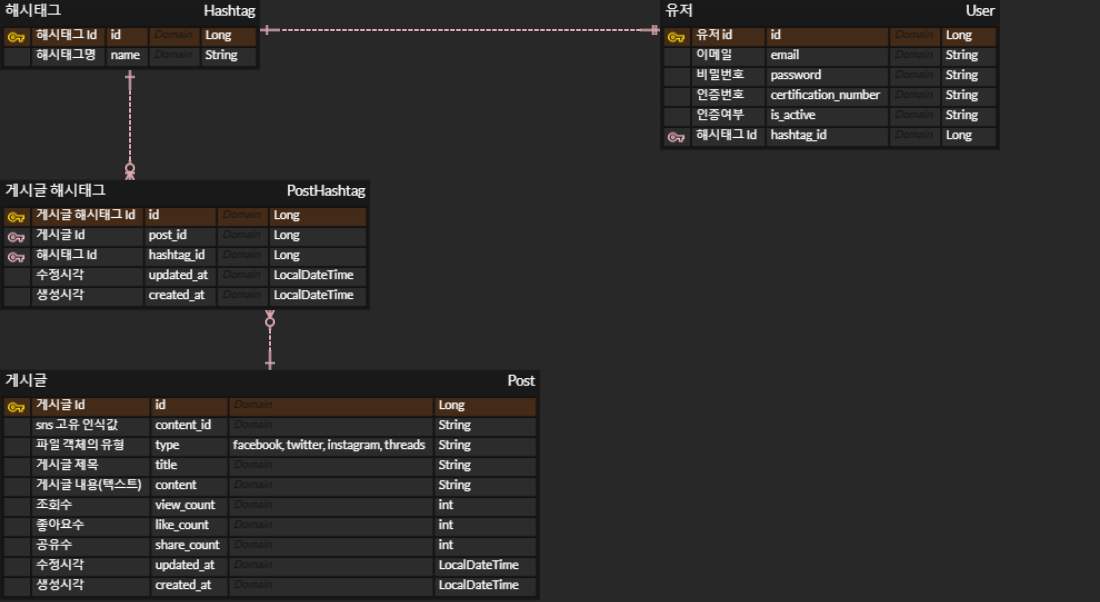 해시태그 Hashtag
해시태그 Id id Domain Long
해시태그명 name Domain String
유저 User
유저 id id Domain Long
이메일 email Domain String
비밀번호 password Domain String
인증번호 certification_number Domain String
인증여부 is_active Domain String
해시태그 Id hashtag_id Domain Long
게시글 해시태그 PostHashtag
게시글 해시태그 Id id Domain Long
게시글 Id post_id Domain Long
해시태그 Id hashtag_id Domain Long
수정시각 updated_at Domain LocalDateTime
생성시각 created_at Domain LocalDateTime
게시글 Post
게시글 Id id Domain Long
sns 고유 인식값 content_id Domain String
파일 객체의 유형 type facebook, twitter, instagram, threads String
게시글 제목 title Domain String
게시글 내용(텍스트) content Domain String
조회수 view_count Domain int
좋아요수 like_count Domain int
공유수 share_count Domain int
수정시각 updated_at Domain LocalDateTime
생성시각 created_at Domain LocalDateTime